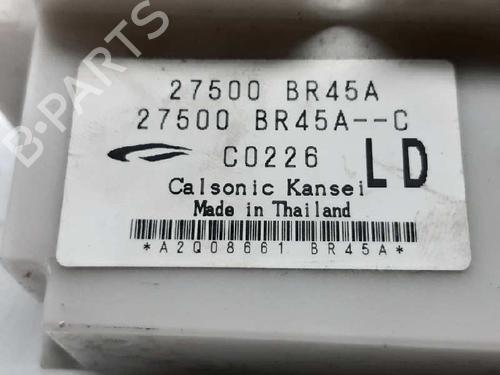 27500 BR45A
27500 BR45A--C
C0226 LD
Calsonic Kansei
Made in Thailand
*A2Q08661 BR45A*
B-PARTS